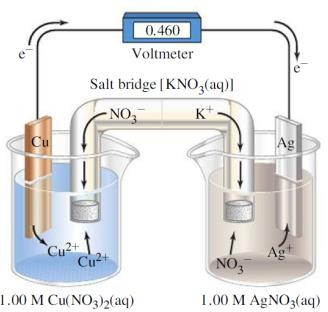 0.460
e⁻
Voltmeter
e⁻
Salt bridge [KNO₃(aq)]
NO₃⁻
K⁺
Cu
Ag
Cu²⁺
Cu²⁺
NO₃⁻
Ag⁺
1.00 M Cu(NO₃)₂(aq)
1.00 M AgNO₃(aq)